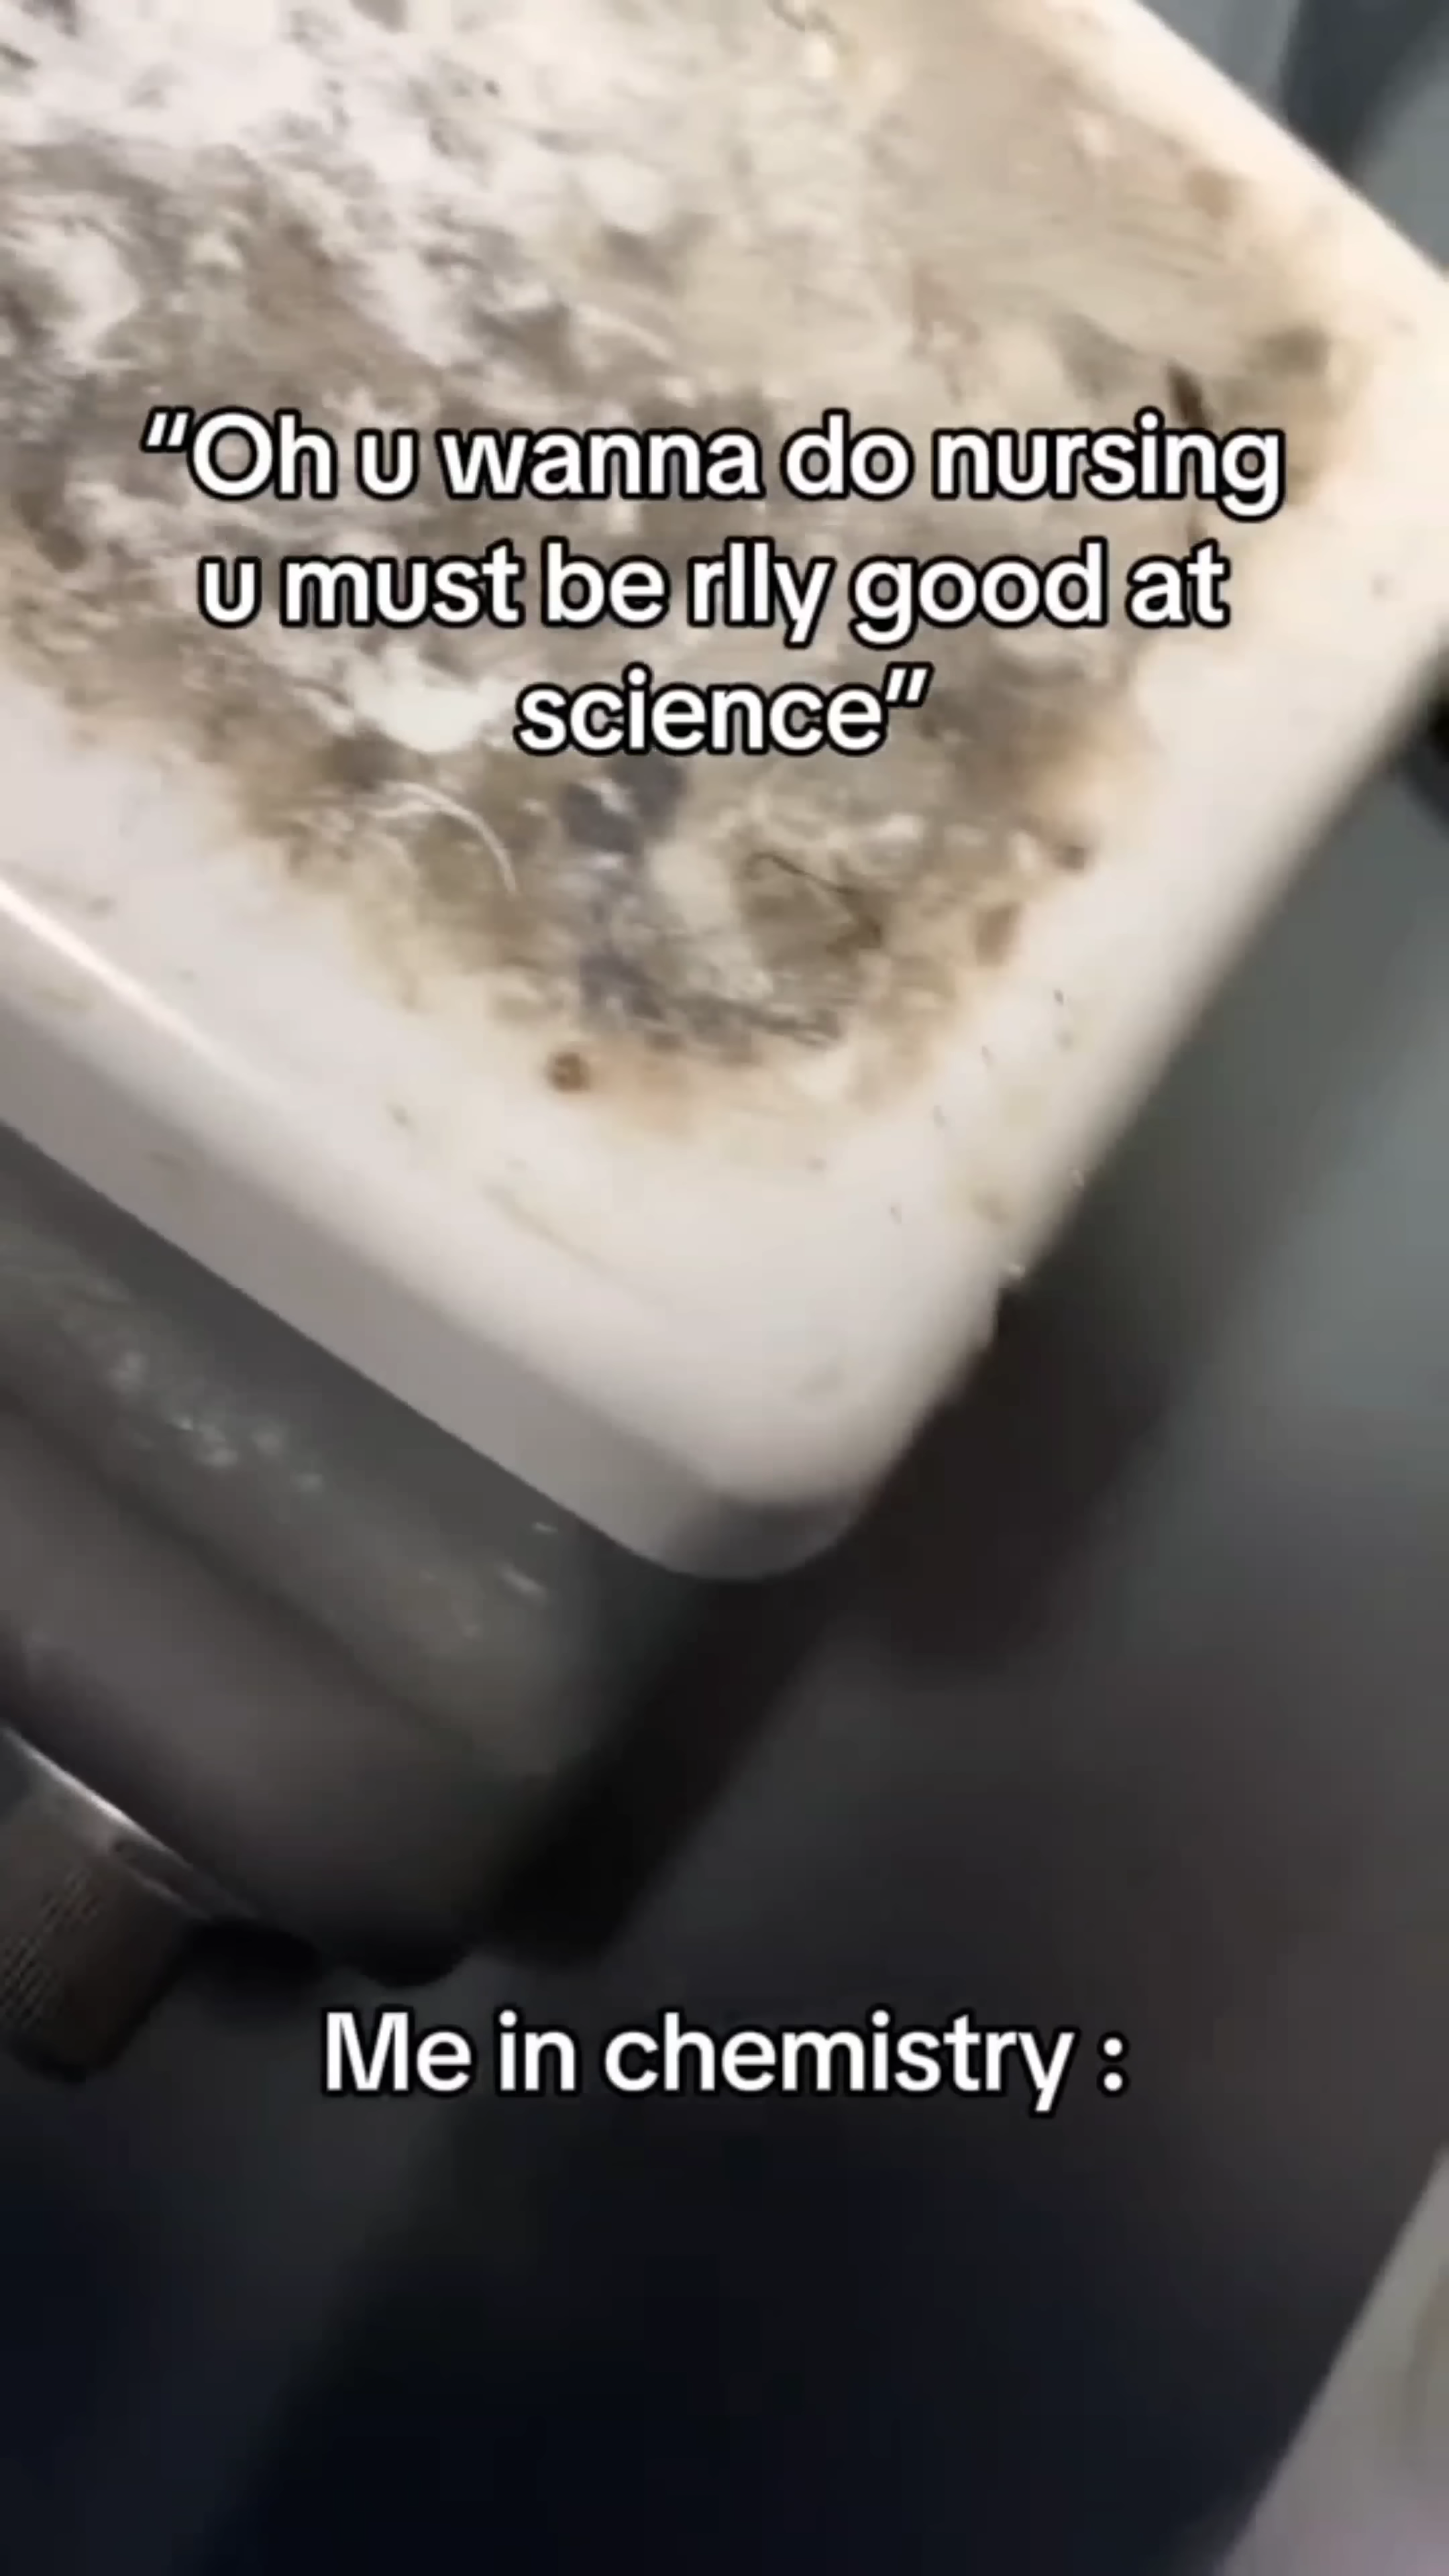 "Oh u wanna do nursing
u must be rlly good at
science"
Me in chemistry :